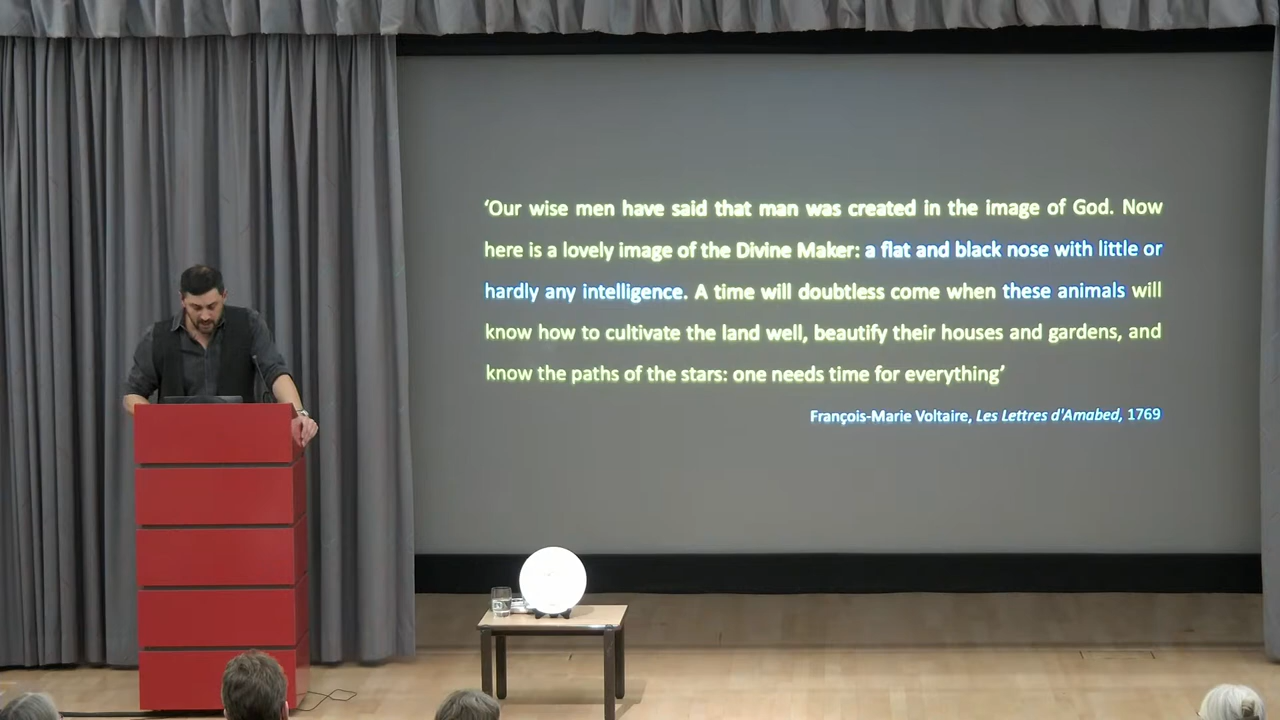 ‘Our wise men have said that man was created in the image of God. Now
here is a lovely image of the Divine Maker: a flat and black nose with little or
hardly any intelligence. A time will doubtless come when these animals will
know how to cultivate the land well, beautify their houses and gardens, and
know the paths of the stars: one needs time for everything’
François-Marie Voltaire, Les Lettres d'Amabed, 1769